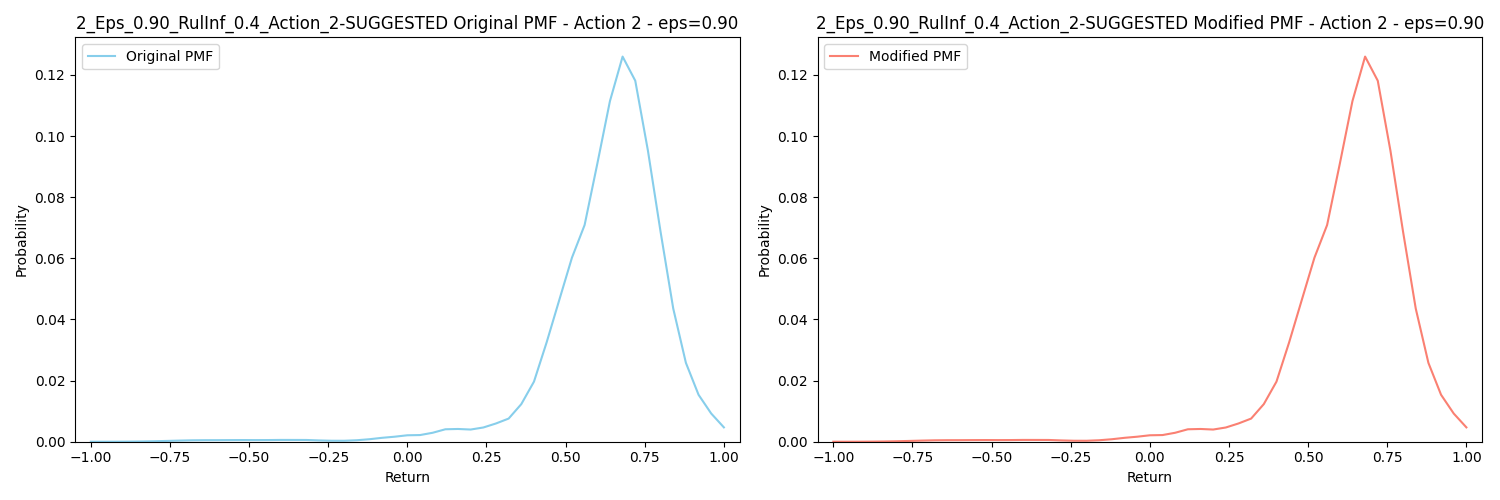 2_Eps_0.90_RulInf_0.4_Action_2-SUGGESTED Original PMF - Action 2 - eps=0.90
Original PMF
0.12
0.10
0.08
0.06
0.04
0.02
0.00
Probability
−1.00 −0.75 −0.50 −0.25 0.00 0.25 0.50 0.75 1.00
Return
2_Eps_0.90_RulInf_0.4_Action_2-SUGGESTED Modified PMF - Action 2 - eps=0.90
Modified PMF
0.12
0.10
0.08
0.06
0.04
0.02
0.00
Probability
−1.00 −0.75 −0.50 −0.25 0.00 0.25 0.50 0.75 1.00
Return